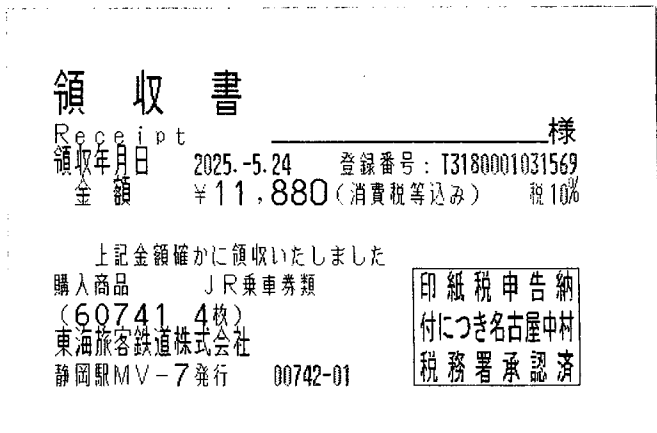 領収書
Receipt 様
領収年月日 2025.-5.24 登録番号：T3180001031569
金額 ¥11,880（消費税等込み） 税10%
上記金額確かに領収いたしました
購入商品 JR乗車券類
（60741 4枚）
東海旅客鉄道株式会社
静岡駅MV－7発行 00742-01
印紙税申告納
付につき名古屋中村
税務署承認済